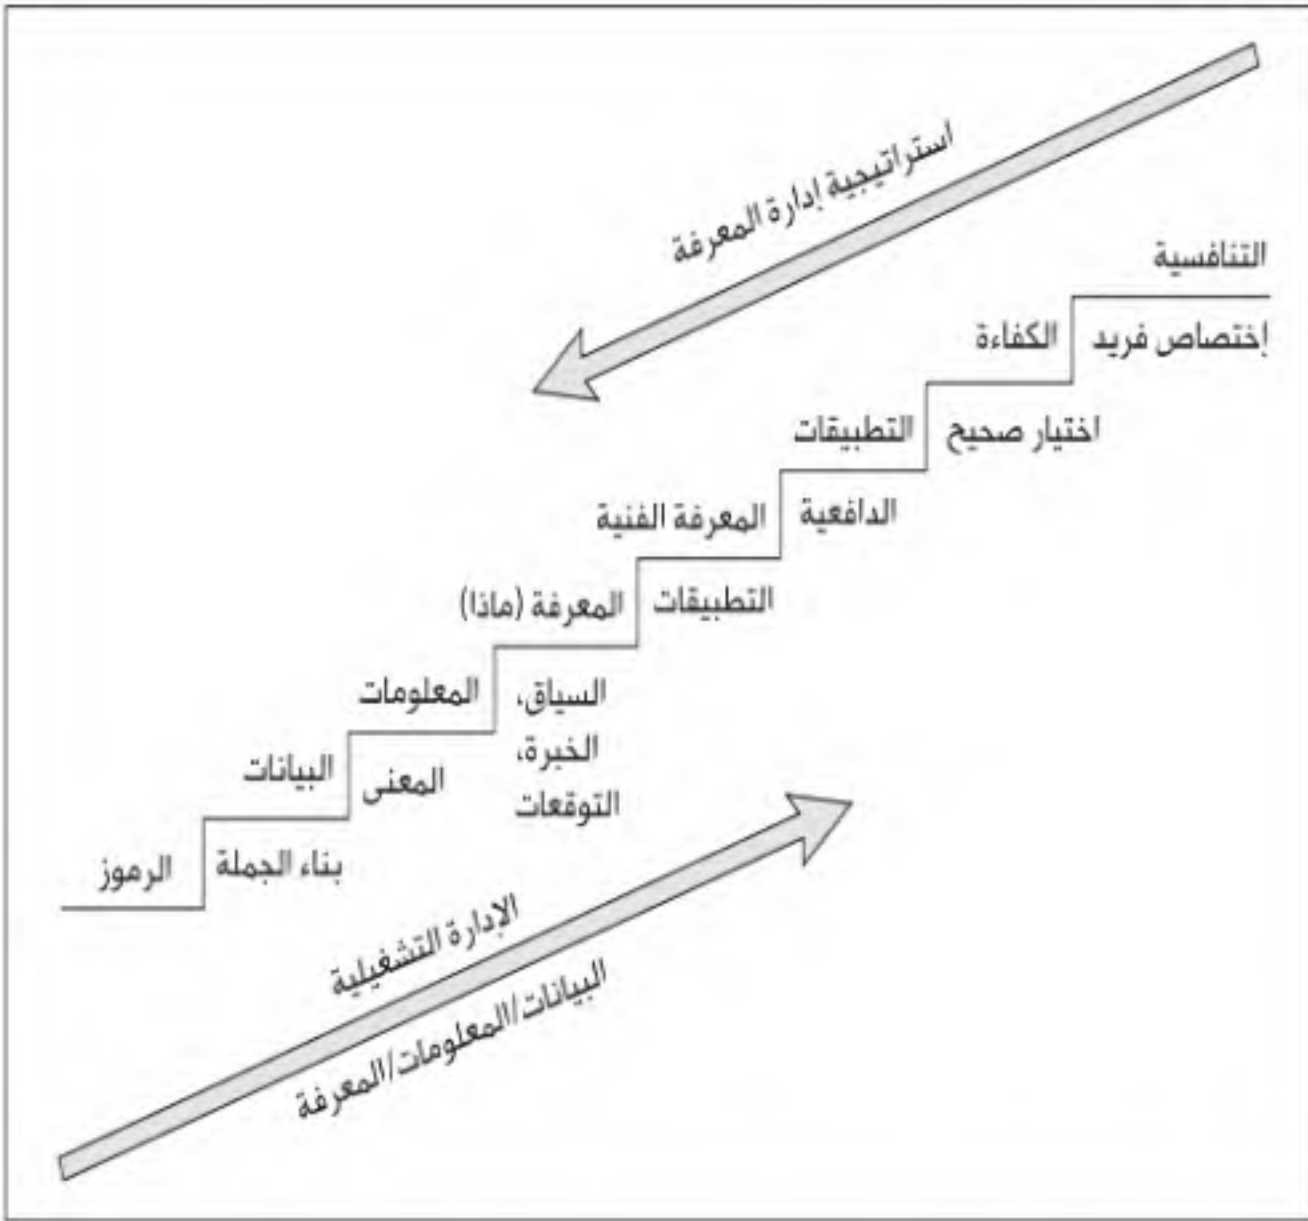 استراتيجية إدارة المعرفة
التنافسية
إختصاص فريد
الكفاءة
اختيار صحيح
التطبيقات
الدافعية
المعرفة الفنية
التطبيقات
المعرفة (ماذا)
السياق،
الخبرة،
التوقعات
المعلومات
المعنى
البيانات
بناء الجملة
الرموز
الإدارة التشغيلية
البيانات/المعلومات/المعرفة